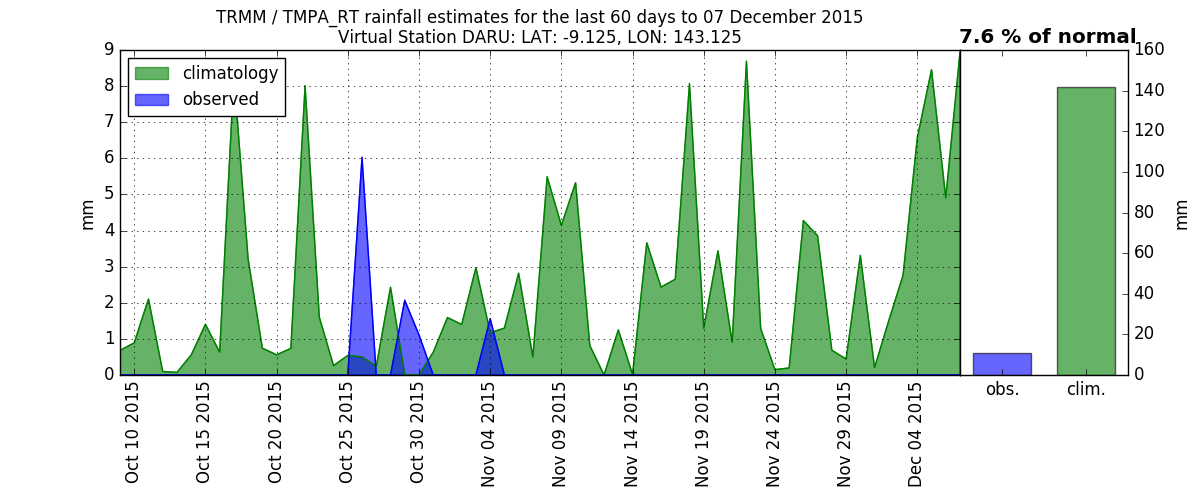 TRMM / TMPA_RT rainfall estimates for the last 60 days to 07 December 2015
Virtual Station DARU: LAT: -9.125, LON: 143.125
7.6 % of normal
climatology
observed
9
8
7
6
5
4
3
2
1
0
mm
160
140
120
100
80
60
40
20
0
mm
Oct 10 2015
Oct 15 2015
Oct 20 2015
Oct 25 2015
Oct 30 2015
Nov 04 2015
Nov 09 2015
Nov 14 2015
Nov 19 2015
Nov 24 2015
Nov 29 2015
Dec 04 2015
obs.
clim.